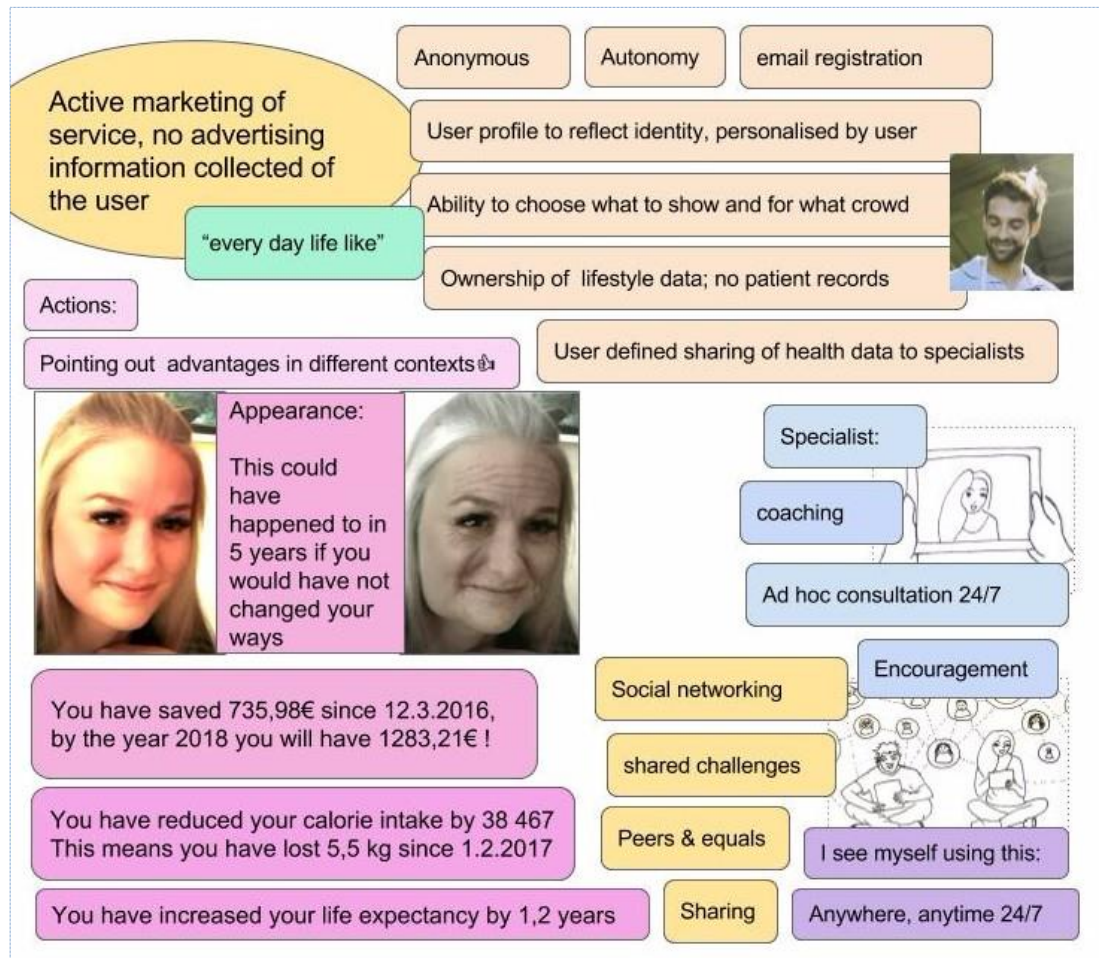 Anonymous
Autonomy
email registration
Active marketing of
service, no advertising
information collected of
the user
User profile to reflect identity, personalised by user
Ability to choose what to show and for what crowd
“every day life like”
Ownership of lifestyle data; no patient records
Actions:
User defined sharing of health data to specialists
Pointing out advantages in different contexts👍
Appearance:
This could
have
happened to in
5 years if you
would have not
changed your
ways
Specialist:
coaching
Ad hoc consultation 24/7
Encouragement
You have saved 735,98€ since 12.3.2016,
by the year 2018 you will have 1283,21€ !
You have reduced your calorie intake by 38 467
This means you have lost 5,5 kg since 1.2.2017
You have increased your life expectancy by 1,2 years
Social networking
shared challenges
Peers & equals
Sharing
I see myself using this:
Anywhere, anytime 24/7